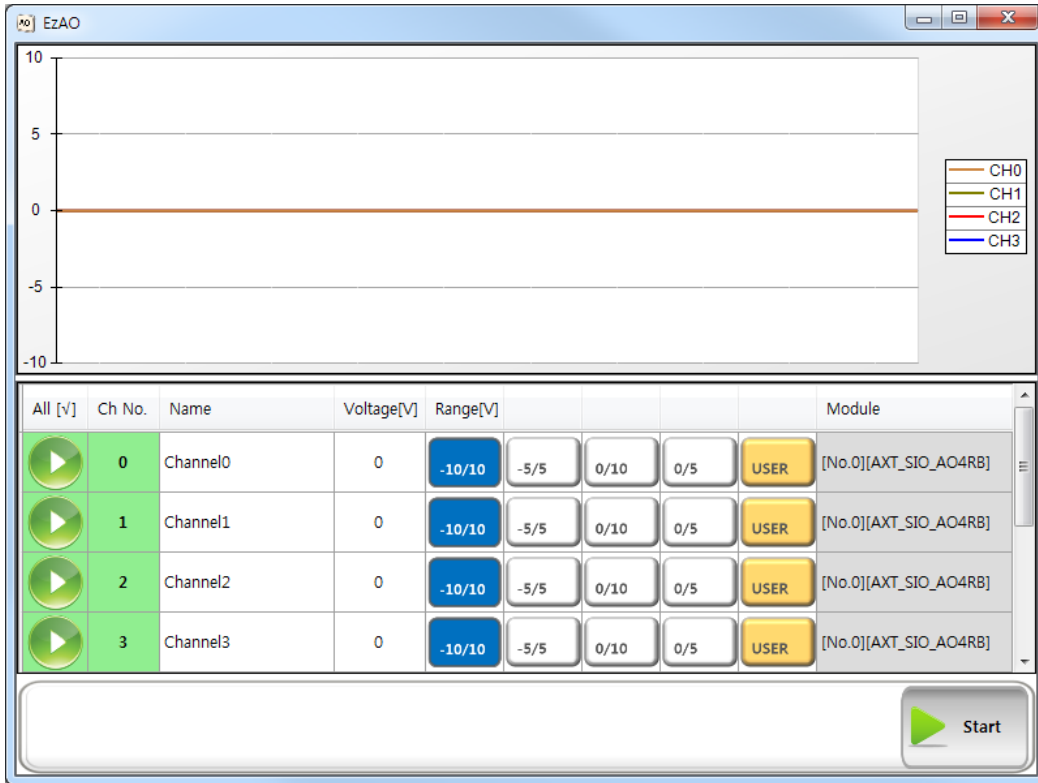 EzAO
10
5
0
-5
-10
CH0
CH1
CH2
CH3
All [√] Ch No. Name Voltage[V] Range[V] Module
0 Channel0 0 -10/10 -5/5 0/10 0/5 USER [No.0][AXT_SIO_AO4RB]
1 Channel1 0 -10/10 -5/5 0/10 0/5 USER [No.0][AXT_SIO_AO4RB]
2 Channel2 0 -10/10 -5/5 0/10 0/5 USER [No.0][AXT_SIO_AO4RB]
3 Channel3 0 -10/10 -5/5 0/10 0/5 USER [No.0][AXT_SIO_AO4RB]
Start